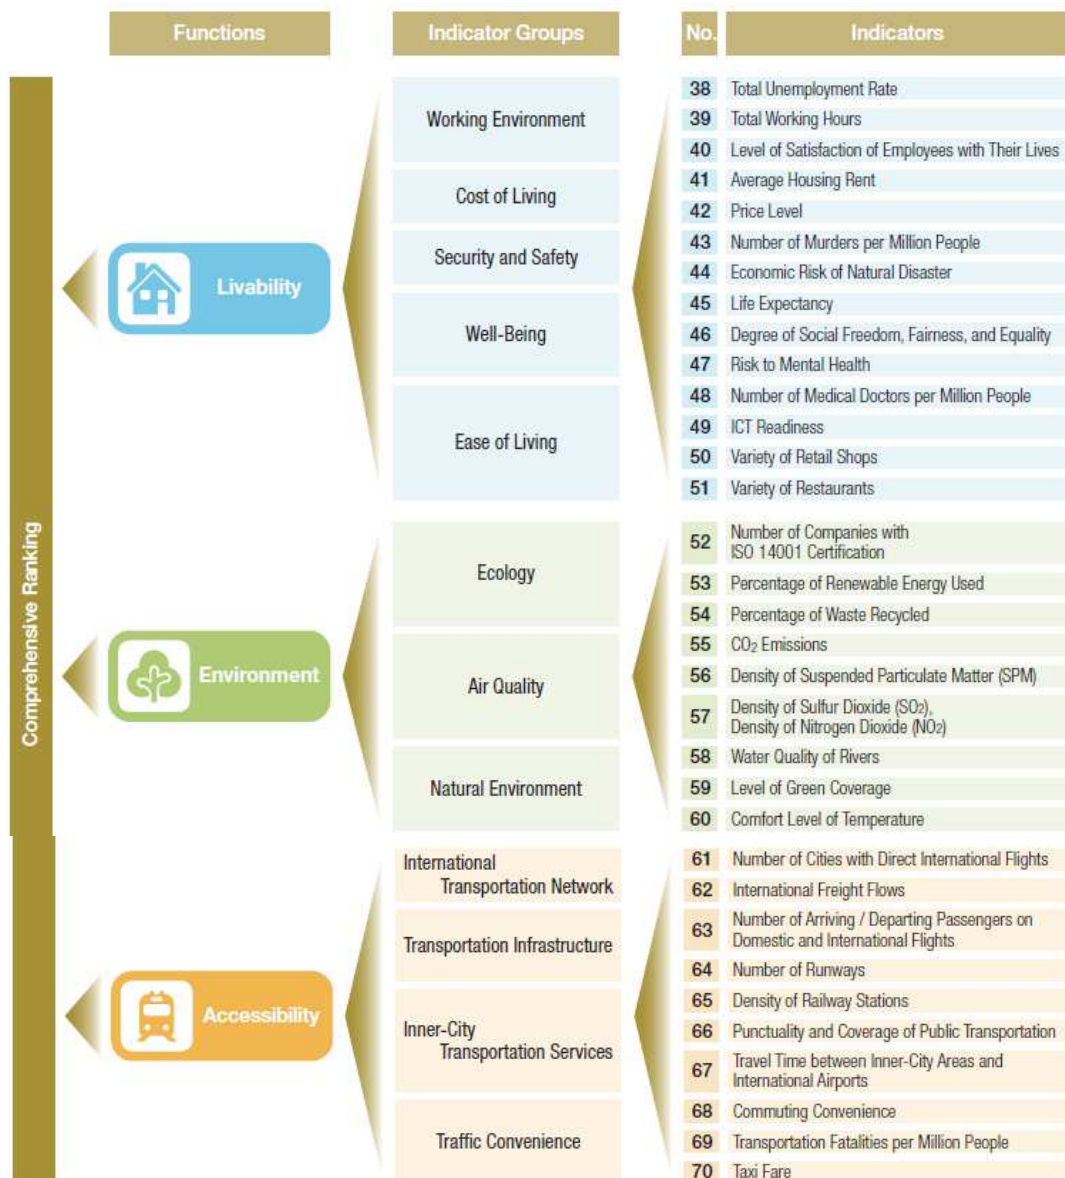 Functions
Indicator Groups
No.
Indicators
Comprehensive Ranking
Livability
Working Environment
Cost of Living
Security and Safety
Well-Being
Ease of Living
38 Total Unemployment Rate
39 Total Working Hours
40 Level of Satisfaction of Employees with Their Lives
41 Average Housing Rent
42 Price Level
43 Number of Murders per Million People
44 Economic Risk of Natural Disaster
45 Life Expectancy
46 Degree of Social Freedom, Fairness, and Equality
47 Risk to Mental Health
48 Number of Medical Doctors per Million People
49 ICT Readiness
50 Variety of Retail Shops
51 Variety of Restaurants
Environment
Ecology
Air Quality
Natural Environment
52 Number of Companies with
ISO 14001 Certification
53 Percentage of Renewable Energy Used
54 Percentage of Waste Recycled
55 CO₂ Emissions
56 Density of Suspended Particulate Matter (SPM)
57 Density of Sulfur Dioxide (SO₂),
Density of Nitrogen Dioxide (NO₂)
58 Water Quality of Rivers
59 Level of Green Coverage
60 Comfort Level of Temperature
Accessibility
International
Transportation Network
Transportation Infrastructure
Inner-City
Transportation Services
Traffic Convenience
61 Number of Cities with Direct International Flights
62 International Freight Flows
63 Number of Arriving / Departing Passengers on
Domestic and International Flights
64 Number of Runways
65 Density of Railway Stations
66 Punctuality and Coverage of Public Transportation
67 Travel Time between Inner-City Areas and
International Airports
68 Commuting Convenience
69 Transportation Fatalities per Million People
70 Taxi Fare